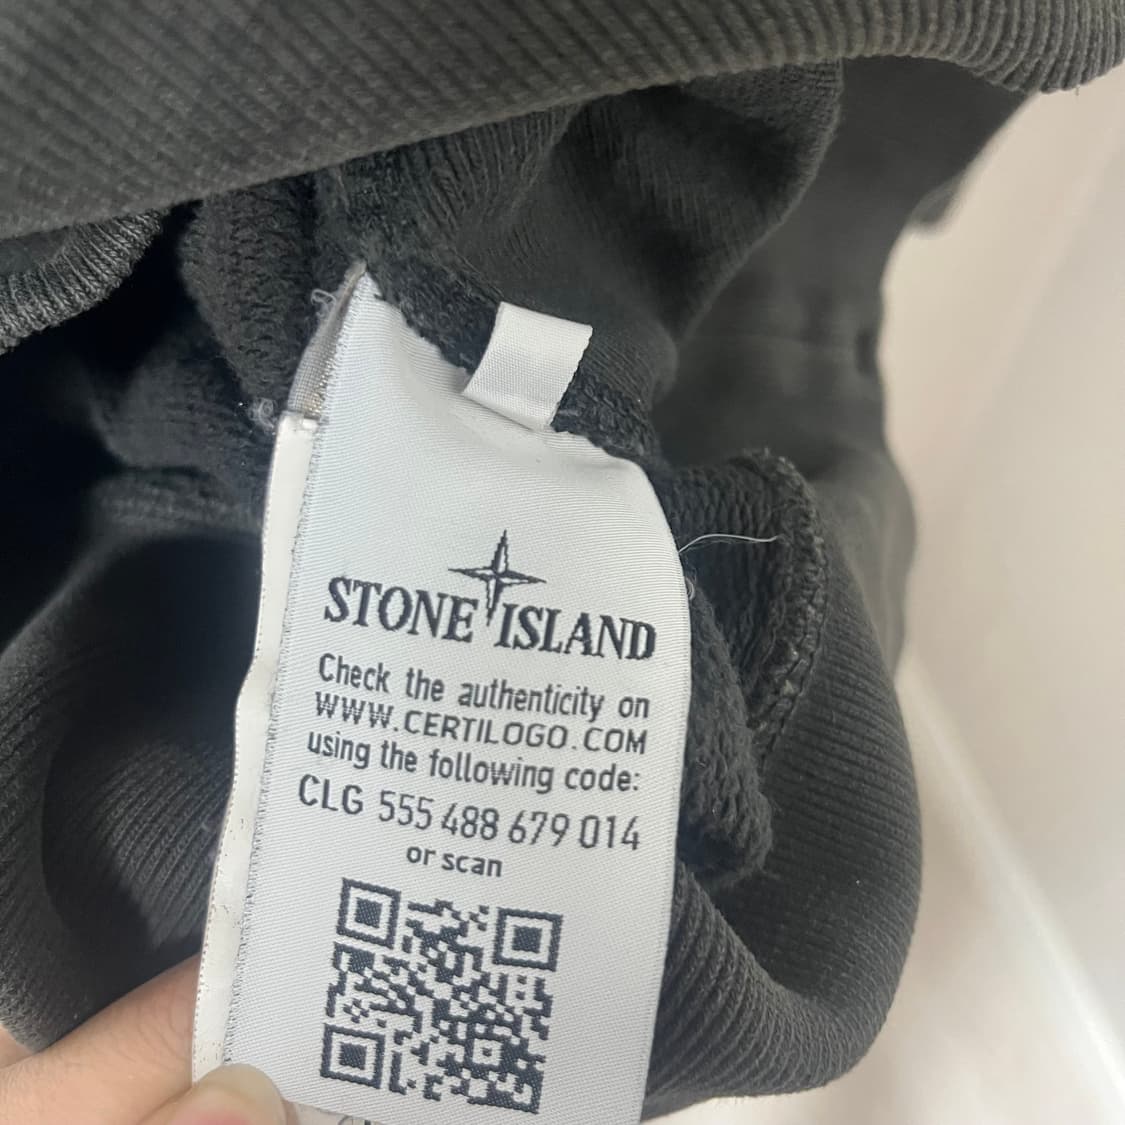 STONE ISLAND
Check the authenticity on
WWW.CERTILOGO.COM
using the following code:
CLG 555 488 679 014
or scan